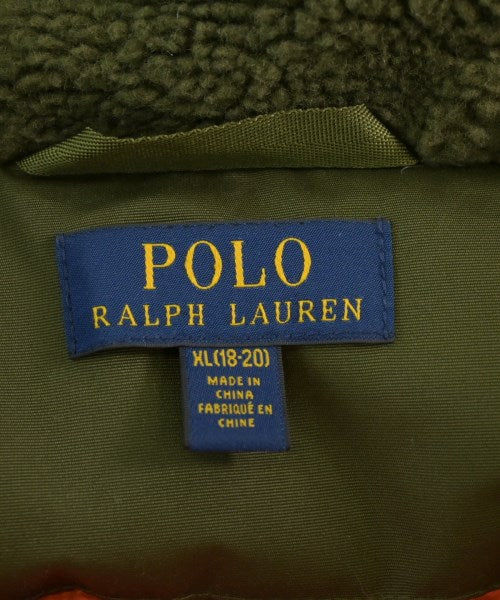 POLO
RALPH LAUREN
XL(18-20)
MADE IN
CHINA
FABRIQUÉ EN
CHINE